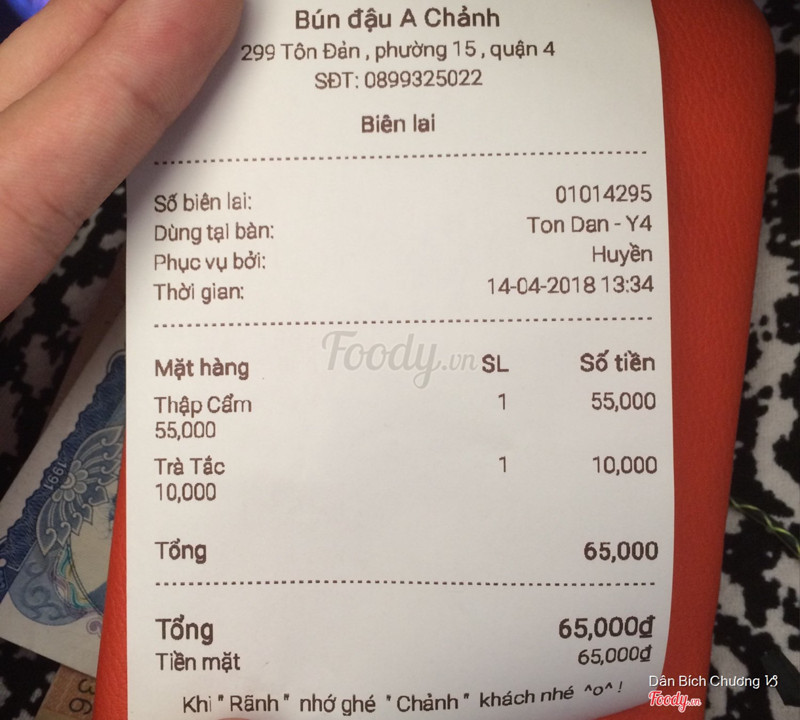 Bún đậu A Chảnh
299 Tôn Đản , phường 15 , quận 4
SĐT: 0899325022
Biên lai
Số biên lai: 01014295
Dùng tại bàn: Ton Dan - Y4
Phục vụ bởi: Huyền
Thời gian: 14-04-2018 13:34
Foody.vn
Mặt hàng SL Số tiền
Thập Cẩm 1 55,000
55,000
Trà Tắc 1 10,000
10,000
Tổng 65,000
Tổng 65,000₫
Tiền mặt 65,000₫
Khi " Rãnh " nhớ ghé " Chảnh " khách nhé ^o^ !
1991
36
Dân Bích Chương
Foody.vn